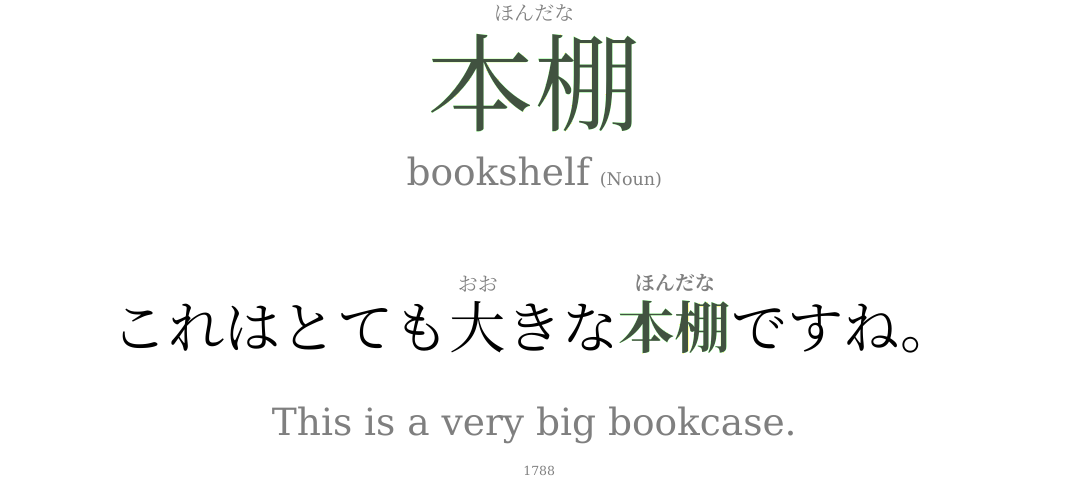 ほんだな
本棚
bookshelf (Noun)
おお ほんだな
これはとても大きな本棚ですね。
This is a very big bookcase.
1788